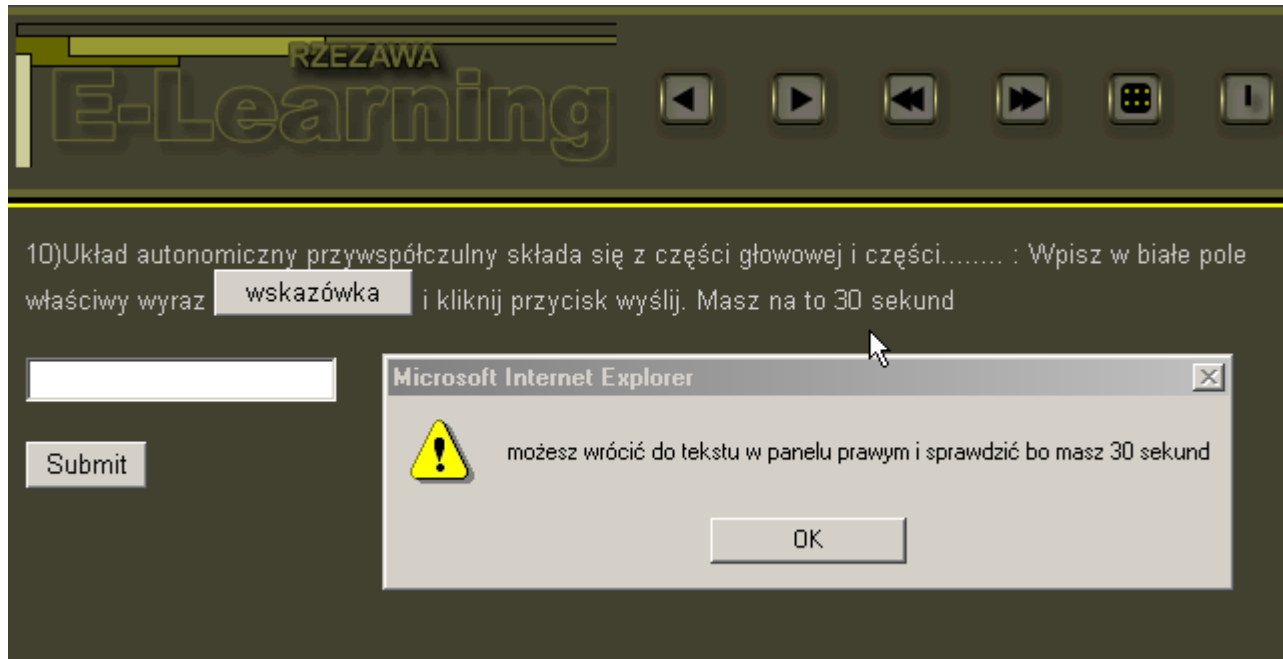 RZEZAWA
E-Learning
10)Układ autonomiczny przywspółczulny składa się z części głowowej i części........ : Wpisz w białe pole
właściwy wyraz wskazówka i kliknij przycisk wyślij. Masz na to 30 sekund
Microsoft Internet Explorer
możesz wrócić do tekstu w panelu prawym i sprawdzić bo masz 30 sekund
Submit
OK